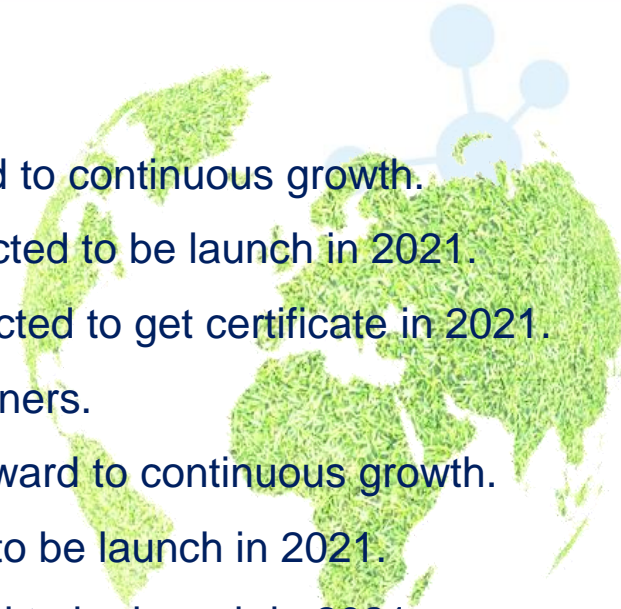 d to continuous growth.
cted to be launch in 2021.
cted to get certificate in 2021.
ners.
ward to continuous growth.
to be launch in 2021.